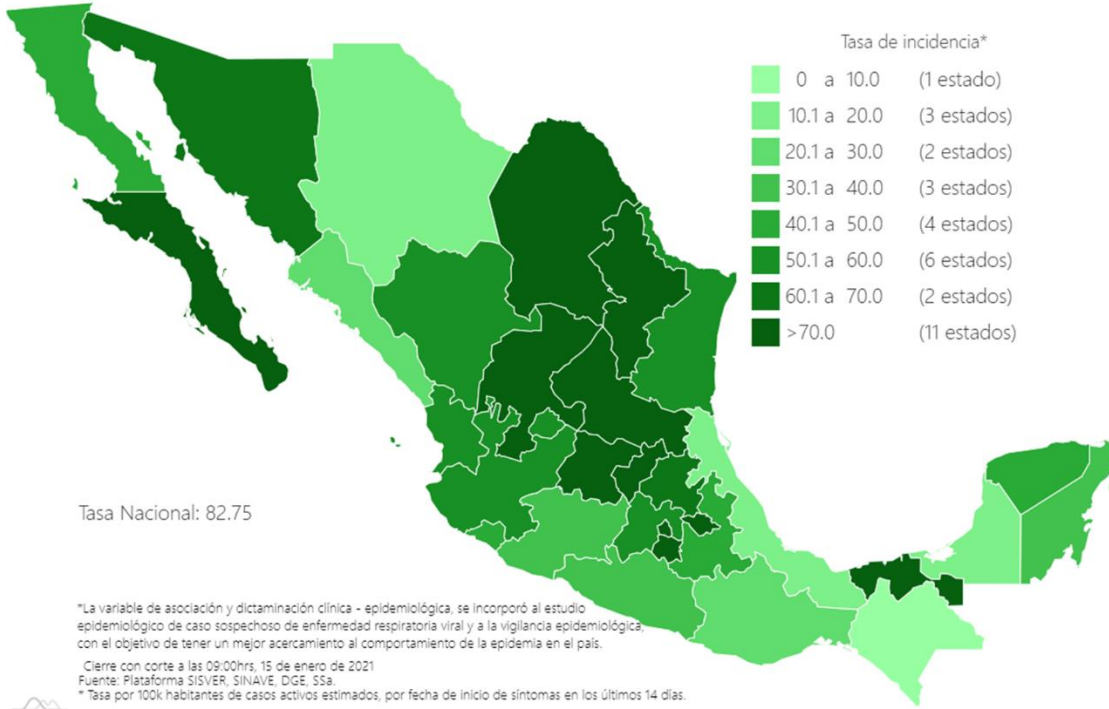 Tasa de incidencia*
0 a 10.0 (1 estado)
10.1 a 20.0 (3 estados)
20.1 a 30.0 (2 estados)
30.1 a 40.0 (3 estados)
40.1 a 50.0 (4 estados)
50.1 a 60.0 (6 estados)
60.1 a 70.0 (2 estados)
>70.0 (11 estados)
Tasa Nacional: 82.75
*La variable de asociación y dictaminación clínica - epidemiológica, se incorporó al estudio
epidemiológico de caso sospechoso de enfermedad respiratoria viral y a la vigilancia epidemiológica,
con el objetivo de tener un mejor acercamiento al comportamiento de la epidemia en el país.
Cierre con corte a las 09:00hrs, 15 de enero de 2021
Fuente: Plataforma SISVER, SINAVE, DGE, SSa.
* Tasa por 100k habitantes de casos activos estimados, por fecha de inicio de síntomas en los últimos 14 días.